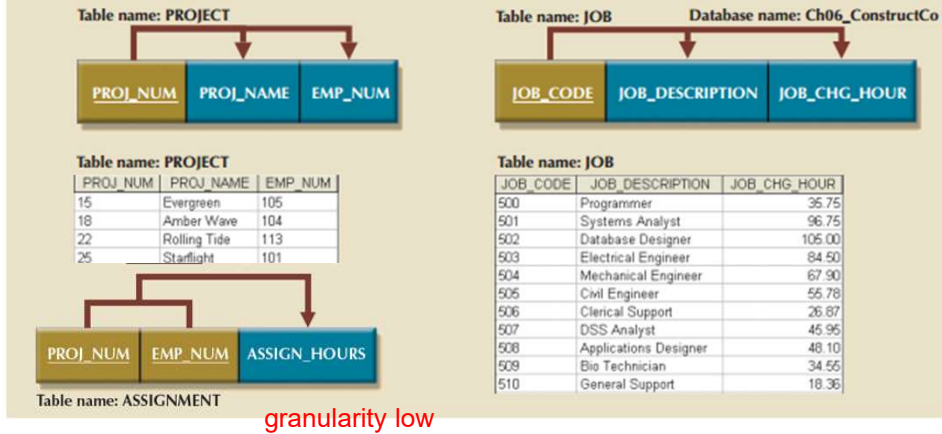 Table name: PROJECT
PROJ_NUM PROJ_NAME EMP_NUM
Table name: PROJECT
PROJ_NUM PROJ_NAME EMP_NUM
15 Evergreen 105
18 Amber Wave 104
22 Rolling Tide 113
25 Starflight 101
PROJ_NUM EMP_NUM ASSIGN_HOURS
Table name: ASSIGNMENT
granularity low
Table name: JOB Database name: Ch06_ConstructCo
JOB_CODE JOB_DESCRIPTION JOB_CHG_HOUR
Table name: JOB
JOB_CODE JOB_DESCRIPTION JOB_CHG_HOUR
500 Programmer 35.75
501 Systems Analyst 96.75
502 Database Designer 105.00
503 Electrical Engineer 84.50
504 Mechanical Engineer 67.90
505 Civil Engineer 55.78
506 Clerical Support 26.87
507 DSS Analyst 45.95
508 Applications Designer 48.10
509 Bio Technician 34.55
510 General Support 18.36